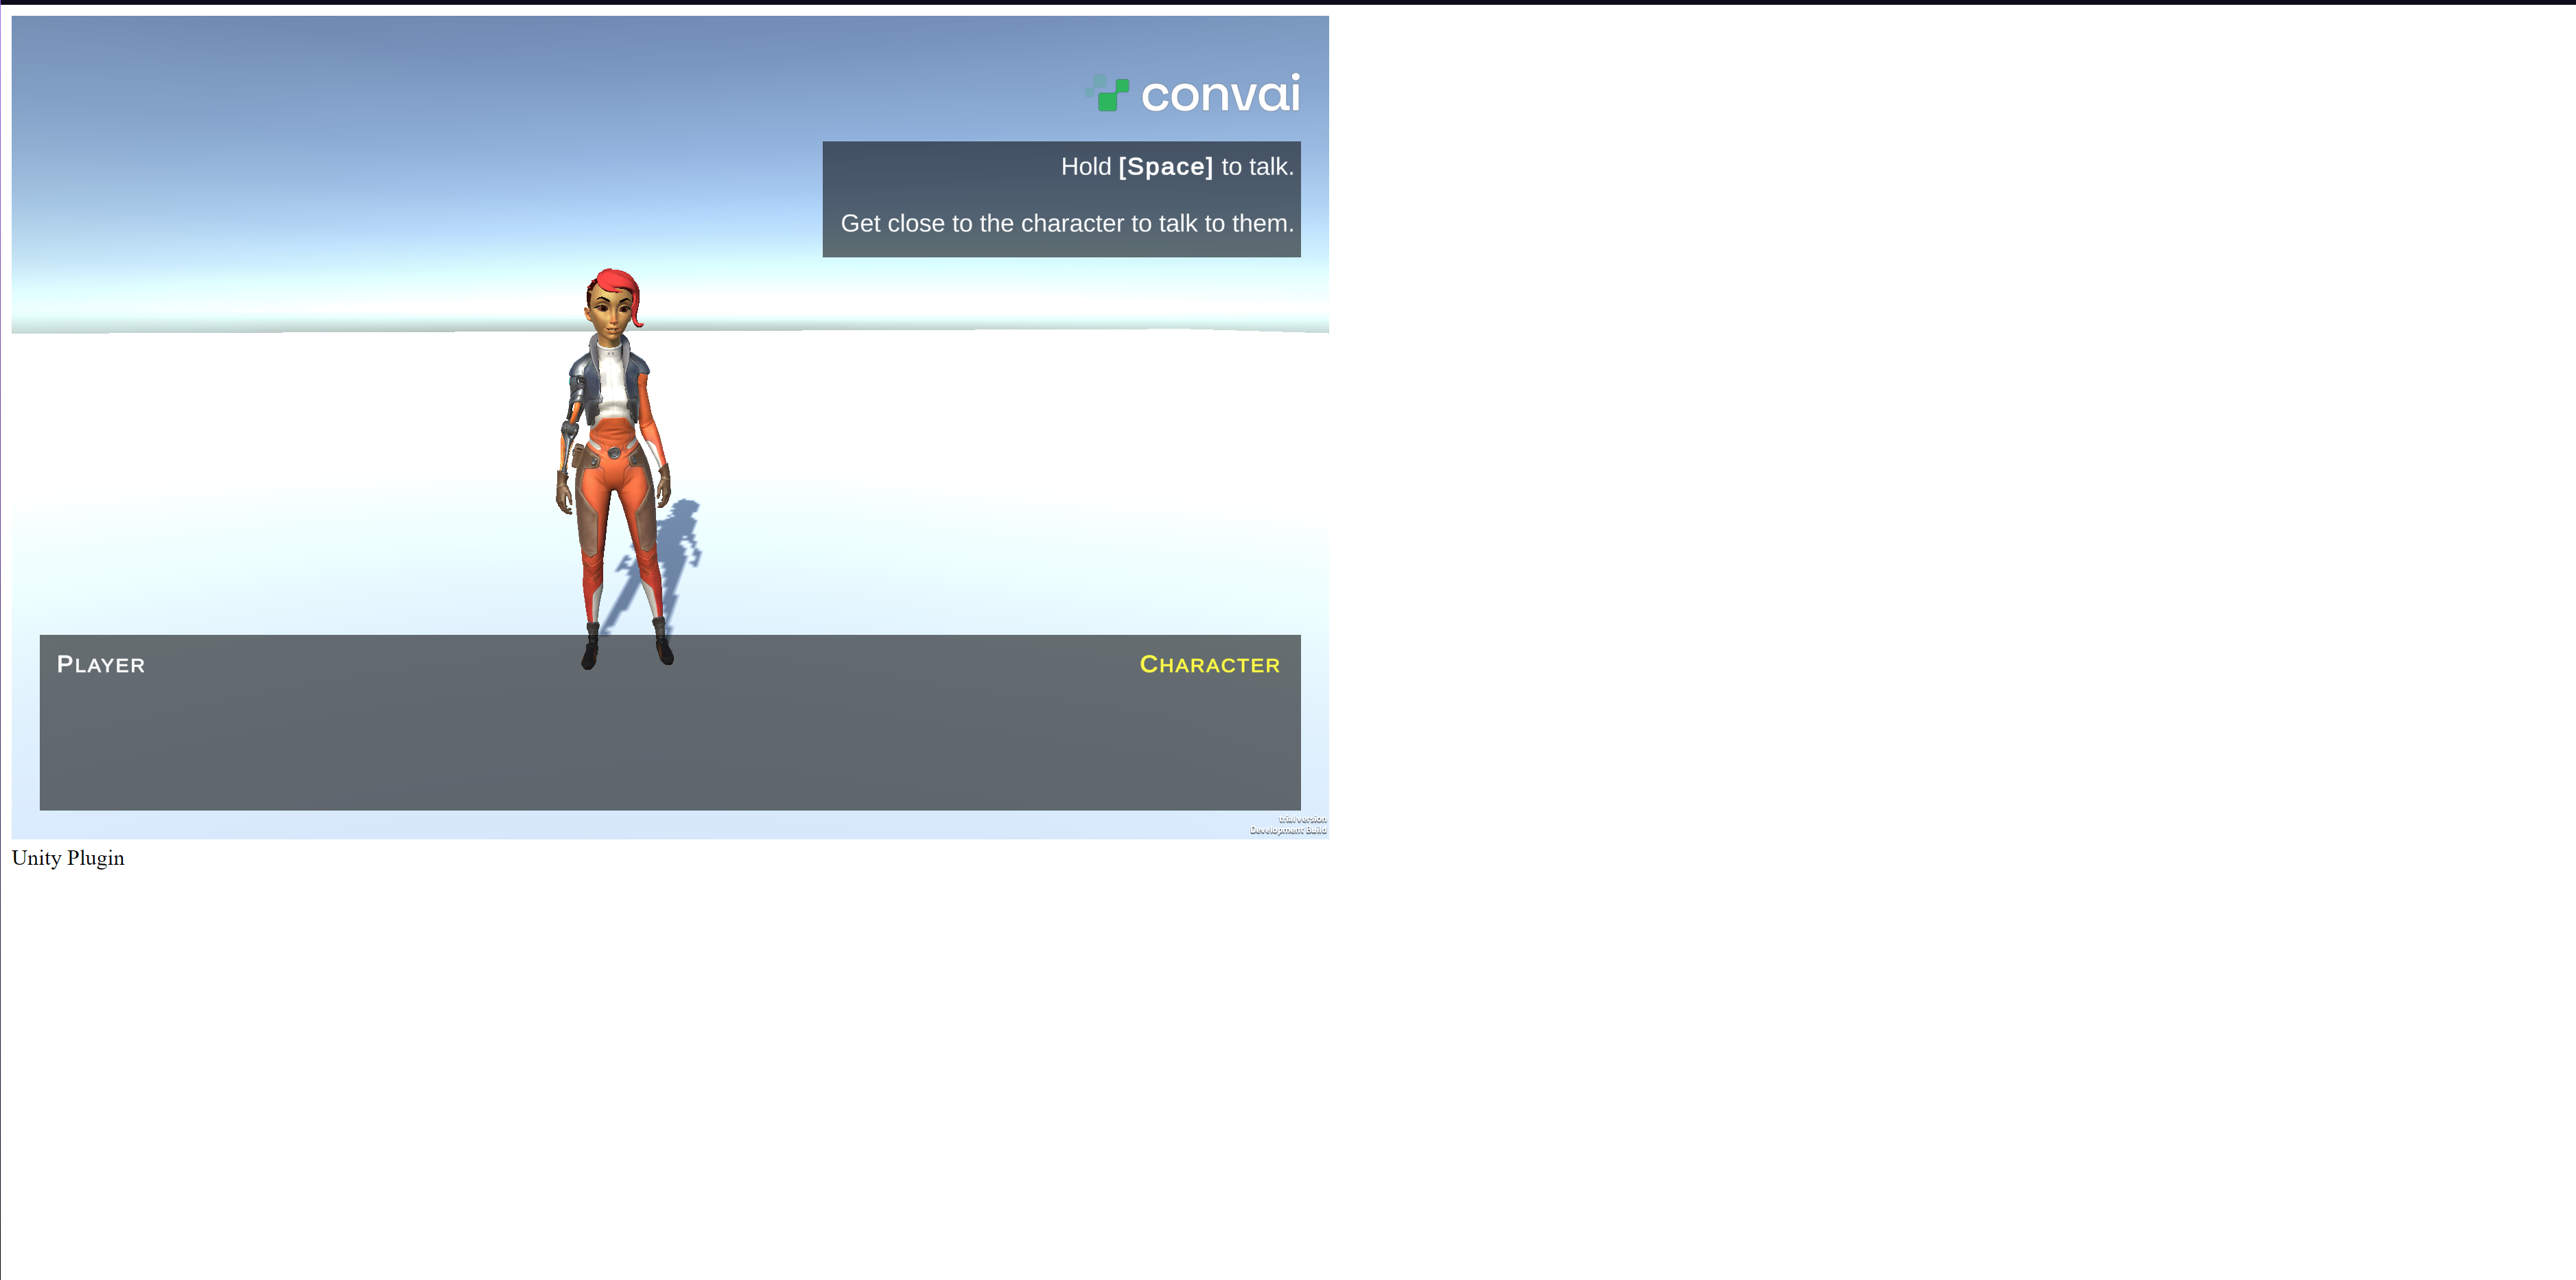 convai
Hold [Space] to talk.
Get close to the character to talk to them.
PLAYER
CHARACTER
trial version
Development Build
Unity Plugin